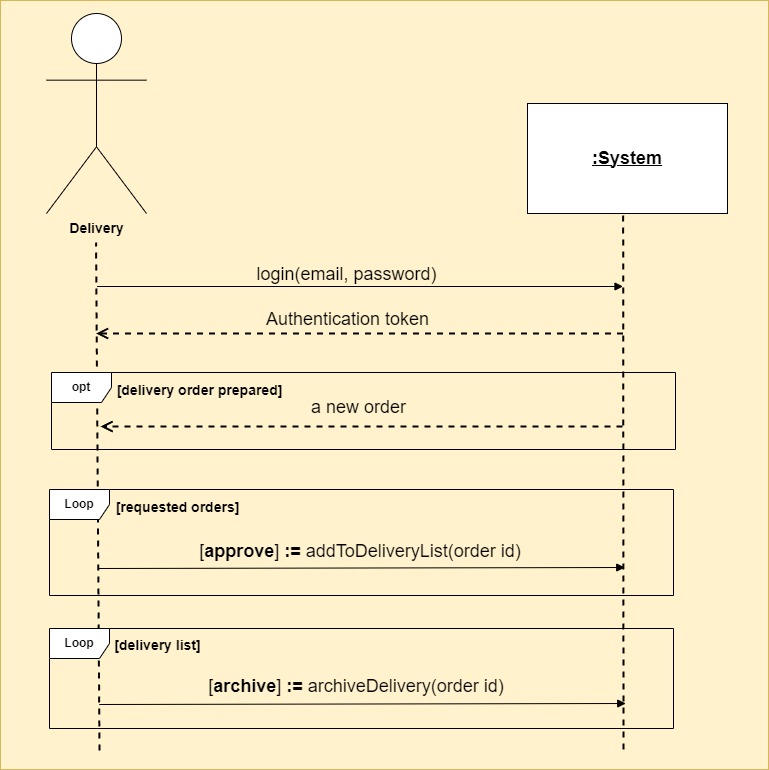 :System
Delivery
login(email, password)
Authentication token
opt
[delivery order prepared]
a new order
Loop
[requested orders]
[approve] := addToDeliveryList(order id)
Loop
[delivery list]
[archive] := archiveDelivery(order id)